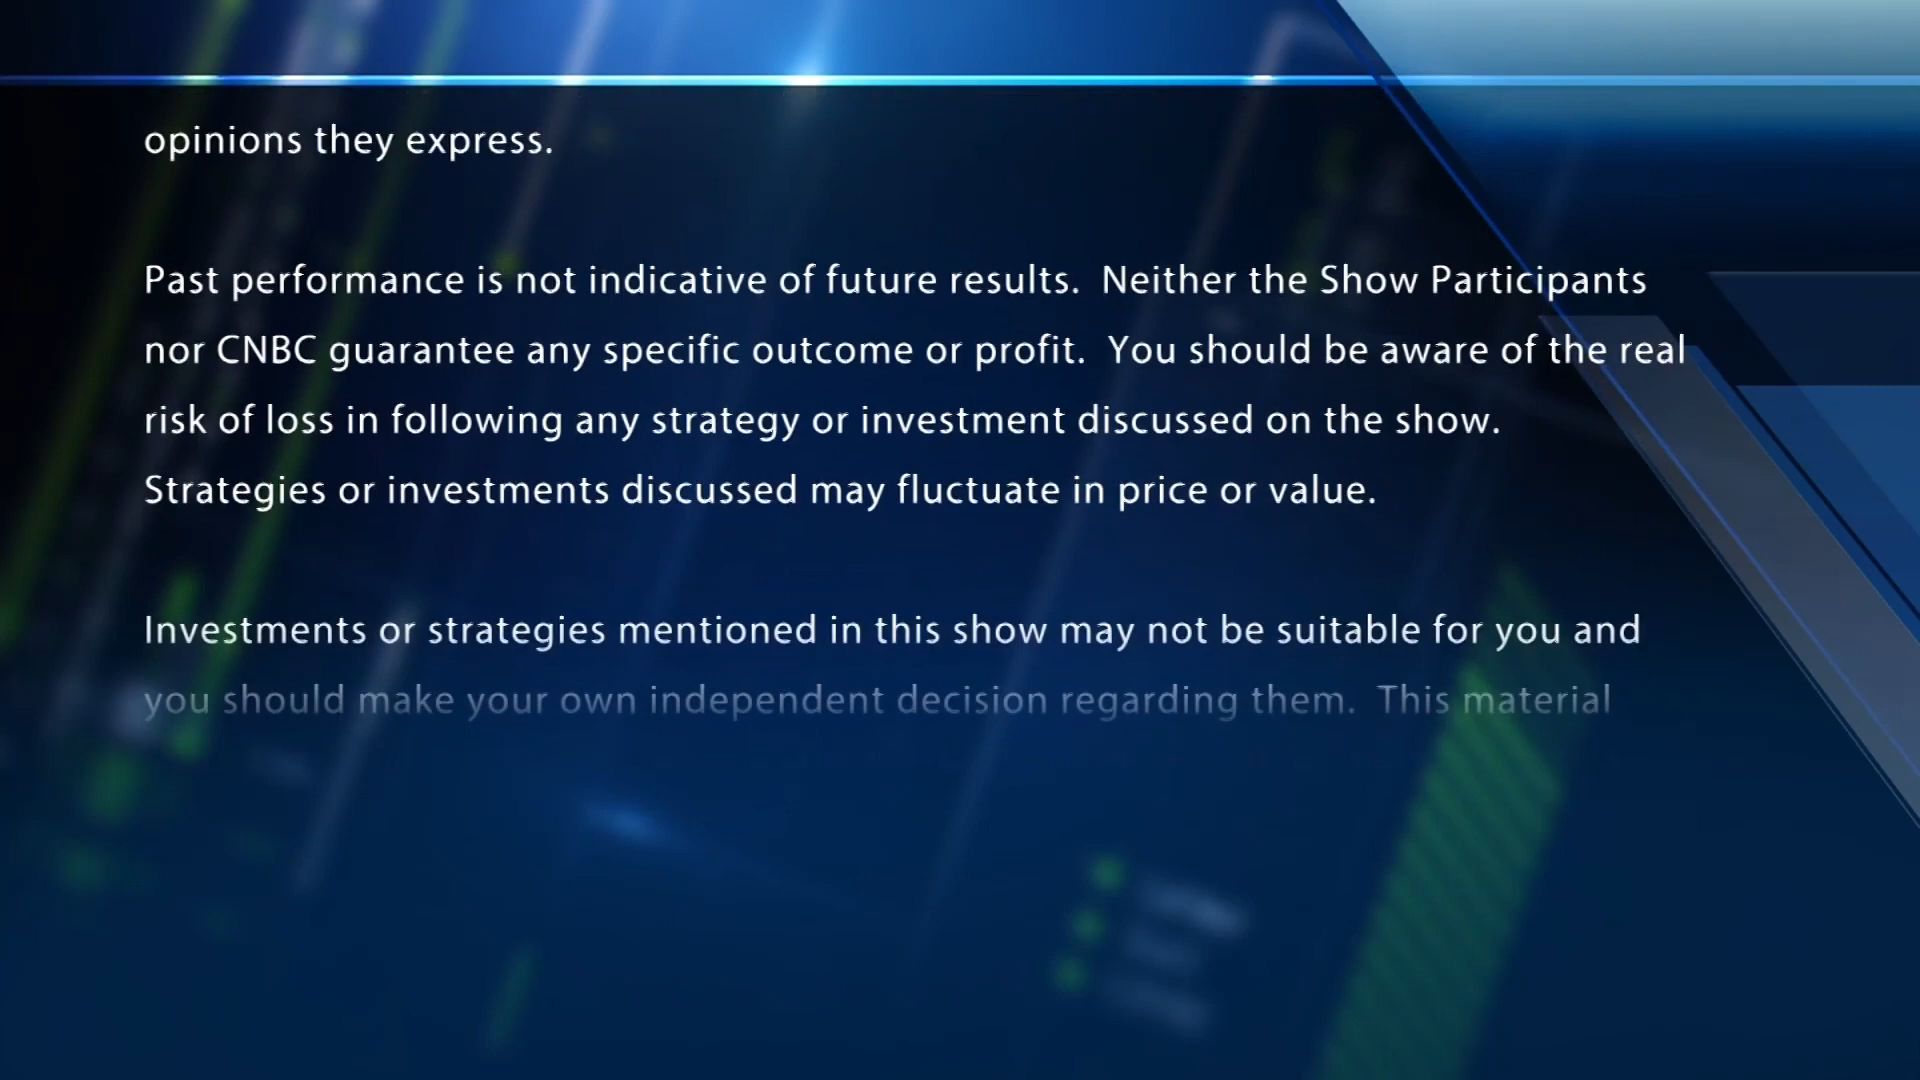 opinions they express.
Past performance is not indicative of future results.  Neither the Show Participants
nor CNBC guarantee any specific outcome or profit.  You should be aware of the real
risk of loss in following any strategy or investment discussed on the show.
Strategies or investments discussed may fluctuate in price or value.
Investments or strategies mentioned in this show may not be suitable for you and
you should make your own independent decision regarding them.  This material